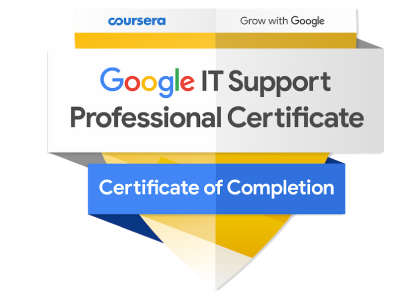 coursera
Grow with Google
Google IT Support
Professional Certificate
Certificate of Completion